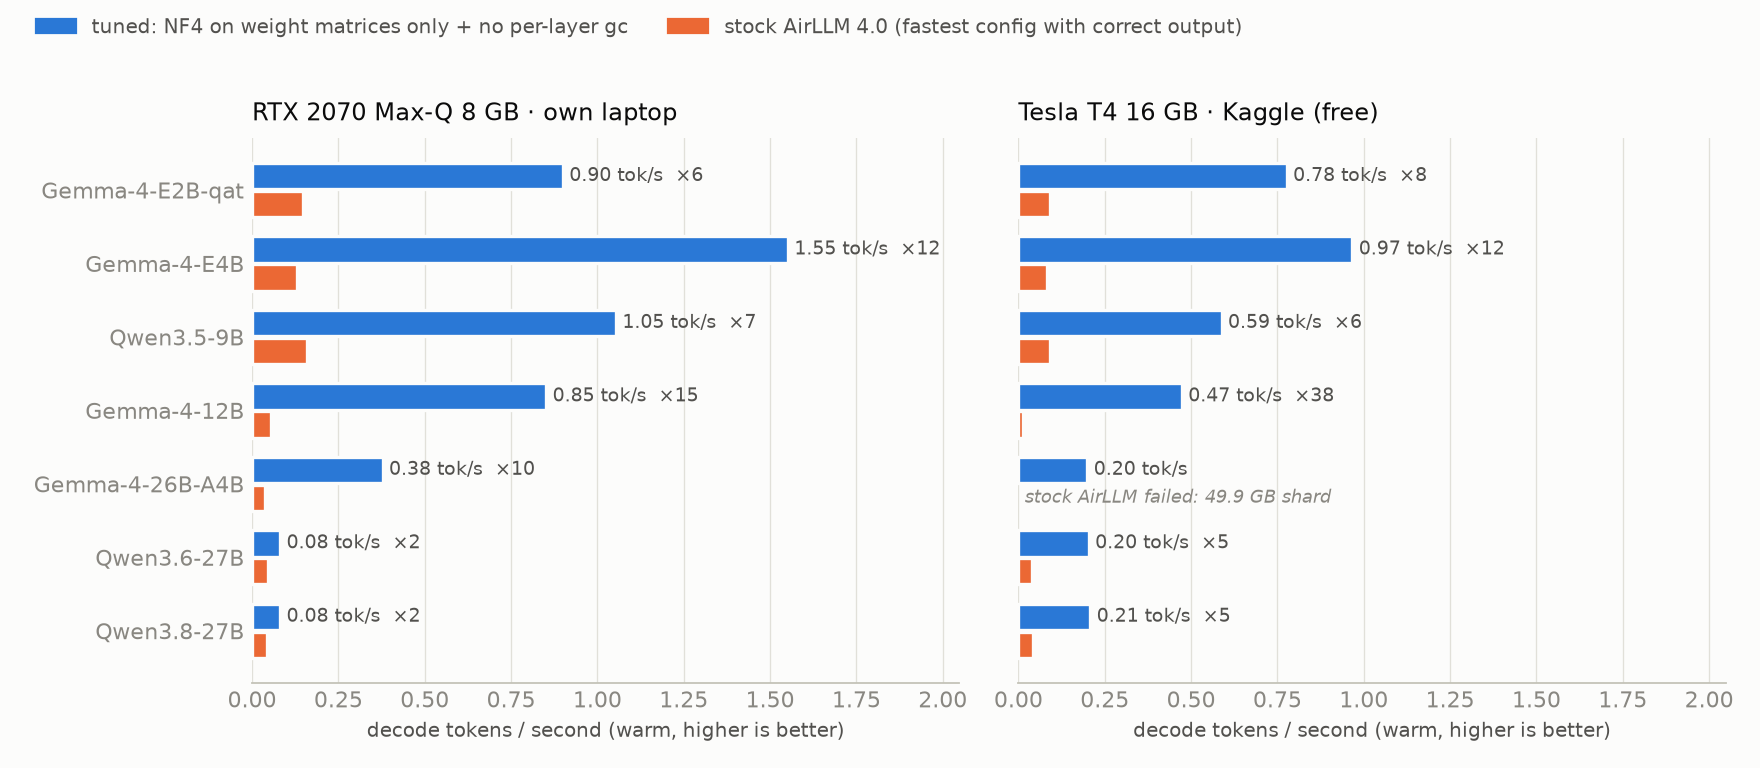 tuned: NF4 on weight matrices only + no per-layer gc
stock AirLLM 4.0 (fastest config with correct output)
RTX 2070 Max-Q 8 GB · own laptop
Gemma-4-E2B-qat
0.90 tok/s ×6
Gemma-4-E4B
1.55 tok/s ×12
Qwen3.5-9B
1.05 tok/s ×7
Gemma-4-12B
0.85 tok/s ×15
Gemma-4-26B-A4B
0.38 tok/s ×10
Qwen3.6-27B
0.08 tok/s ×2
Qwen3.8-27B
0.08 tok/s ×2
0.00 0.25 0.50 0.75 1.00 1.25 1.50 1.75 2.00
decode tokens / second (warm, higher is better)
Tesla T4 16 GB · Kaggle (free)
0.78 tok/s ×8
0.97 tok/s ×12
0.59 tok/s ×6
0.47 tok/s ×38
0.20 tok/s
stock AirLLM failed: 49.9 GB shard
0.20 tok/s ×5
0.21 tok/s ×5
0.00 0.25 0.50 0.75 1.00 1.25 1.50 1.75 2.00
decode tokens / second (warm, higher is better)